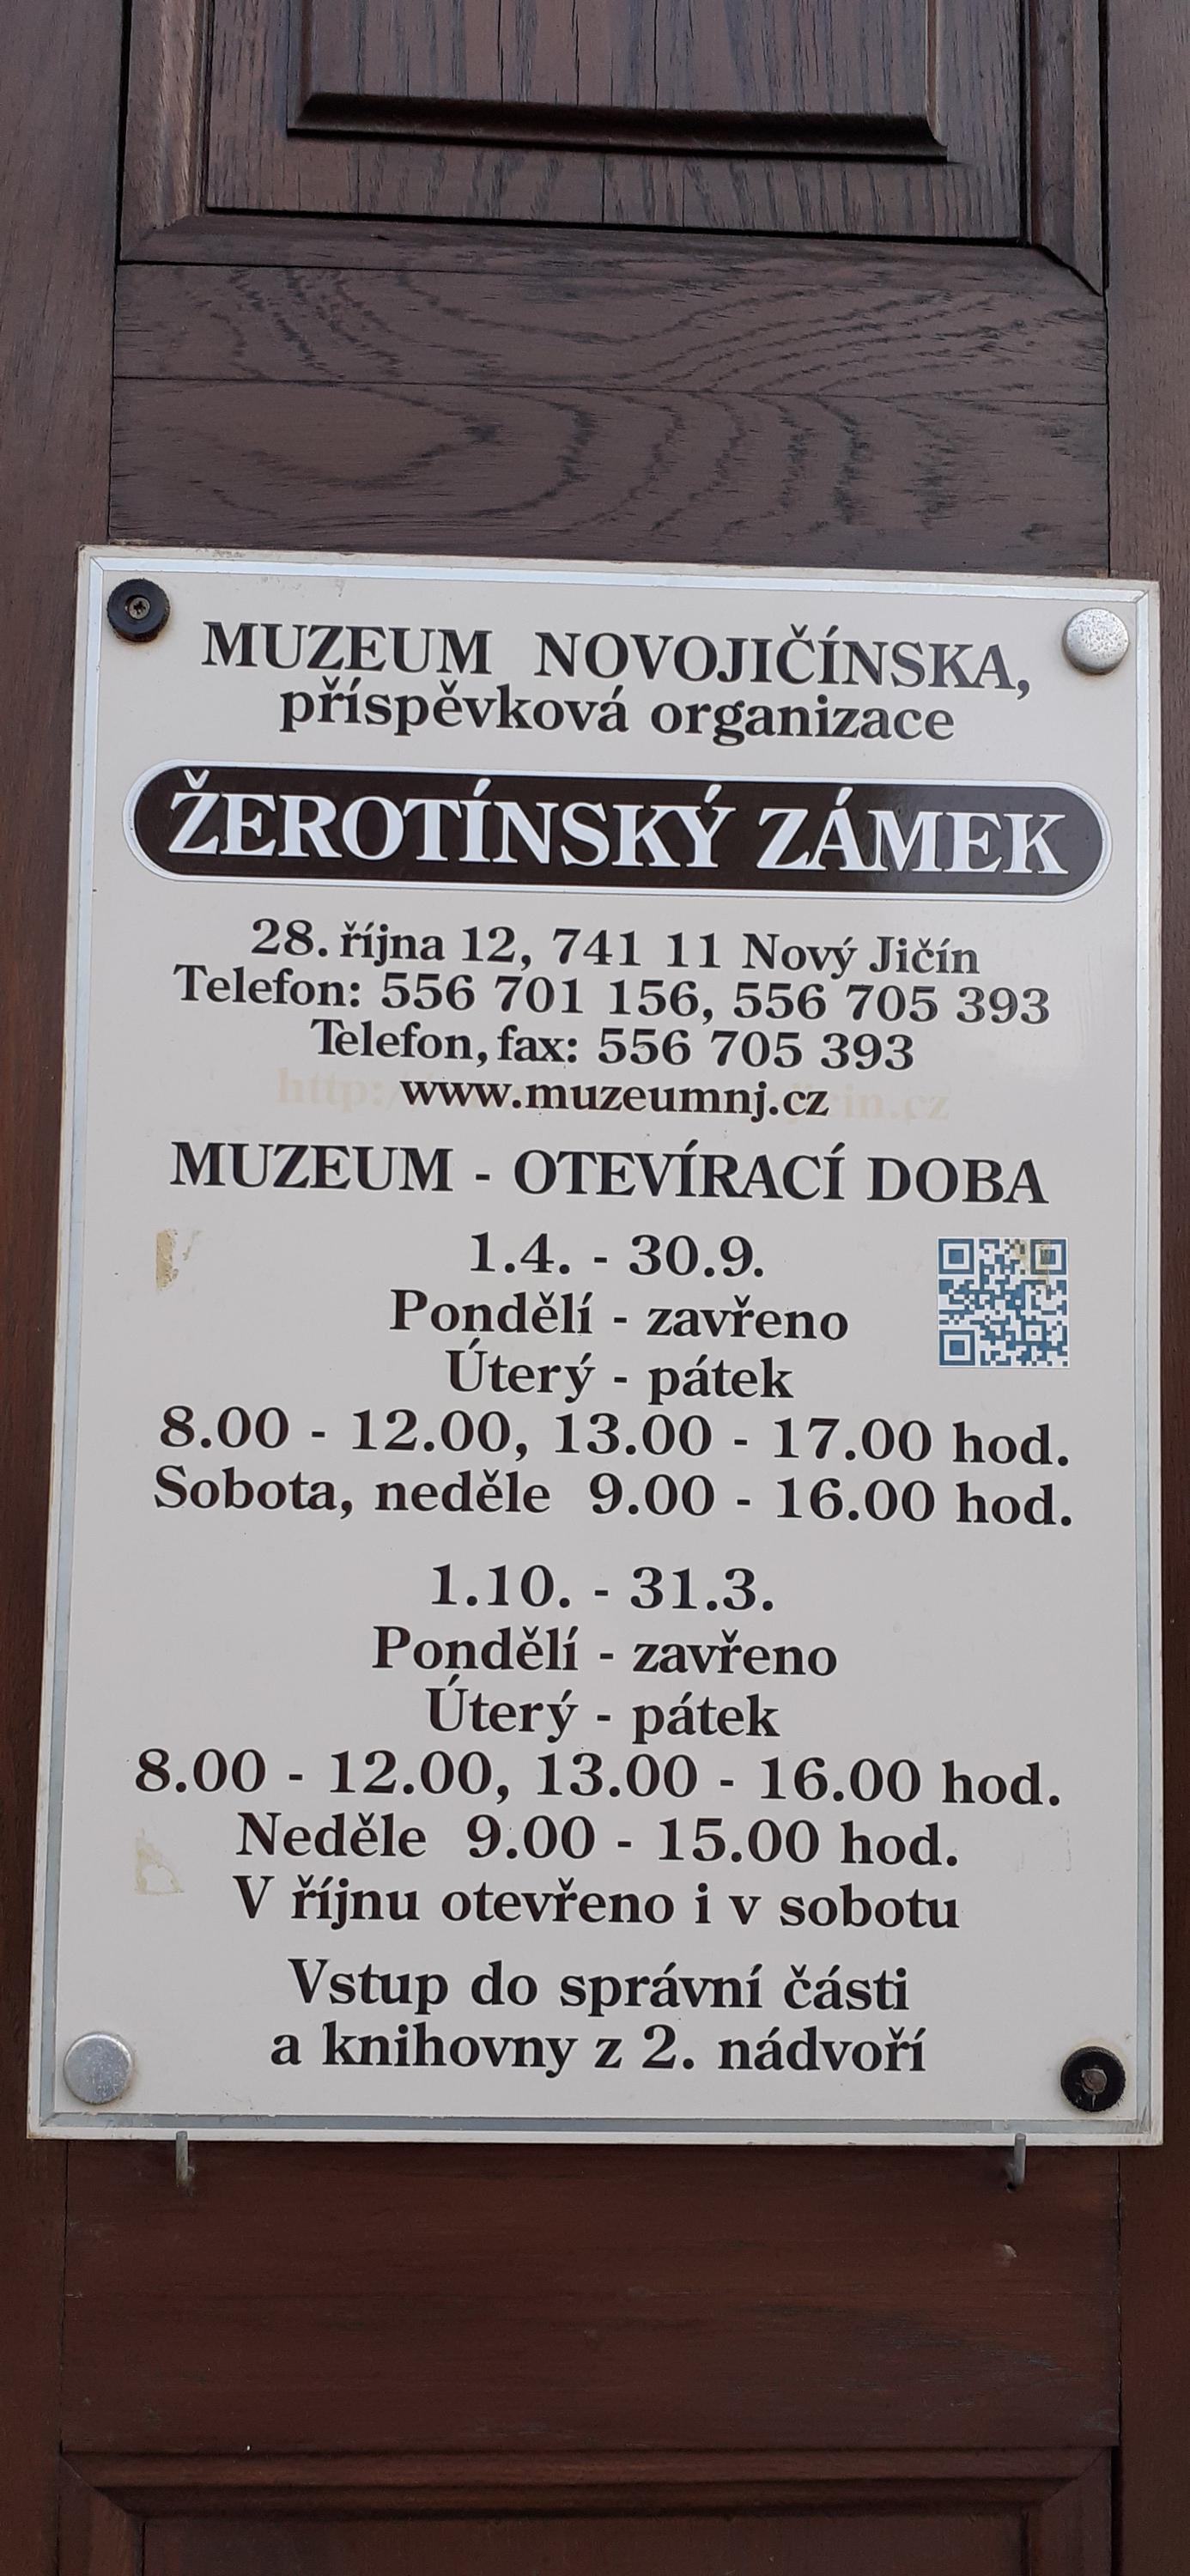 MUZEUM NOVOJIČÍNSKA,
příspěvková organizace
ŽEROTÍNSKÝ ZÁMEK
28. října 12, 741 11 Nový Jičín
Telefon: 556 701 156, 556 705 393
Telefon, fax: 556 705 393
www.muzeumnj.cz
MUZEUM - OTEVÍRACÍ DOBA
1.4. - 30.9.
Pondělí - zavřeno
Úterý - pátek
8.00 - 12.00, 13.00 - 17.00 hod.
Sobota, neděle 9.00 - 16.00 hod.
1.10. - 31.3.
Pondělí - zavřeno
Úterý - pátek
8.00 - 12.00, 13.00 - 16.00 hod.
Neděle 9.00 - 15.00 hod.
V říjnu otevřeno i v sobotu
Vstup do správní části
a knihovny z 2. nádvoří